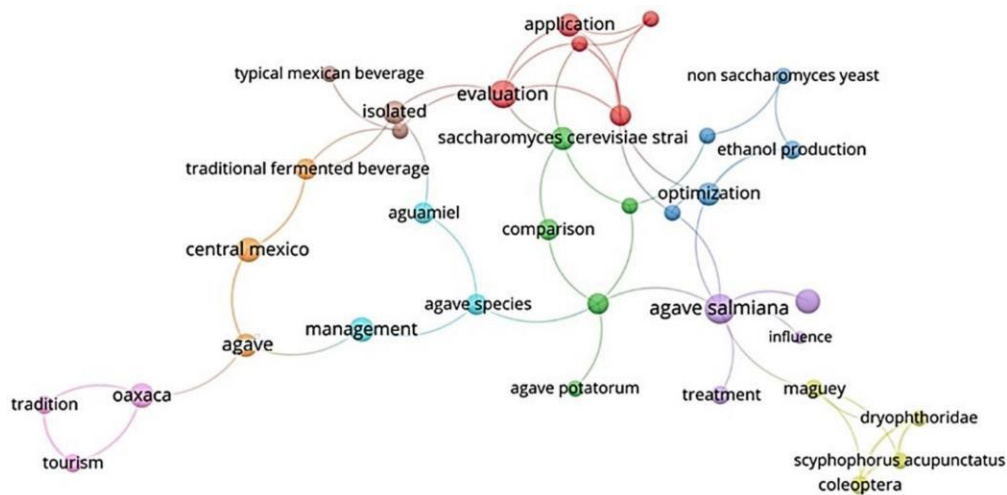 application
typical mexican beverage
non saccharomyces yeast
evaluation
isolated
saccharomyces cerevisiae strai
ethanol production
traditional fermented beverage
optimization
aguamiel
comparison
central mexico
agave species
agave salmiana
management
influence
agave
agave potatorum
treatment
maguey
oaxaca
tradition
dryophthoridae
tourism
scyphophorus acupunctatus
coleoptera